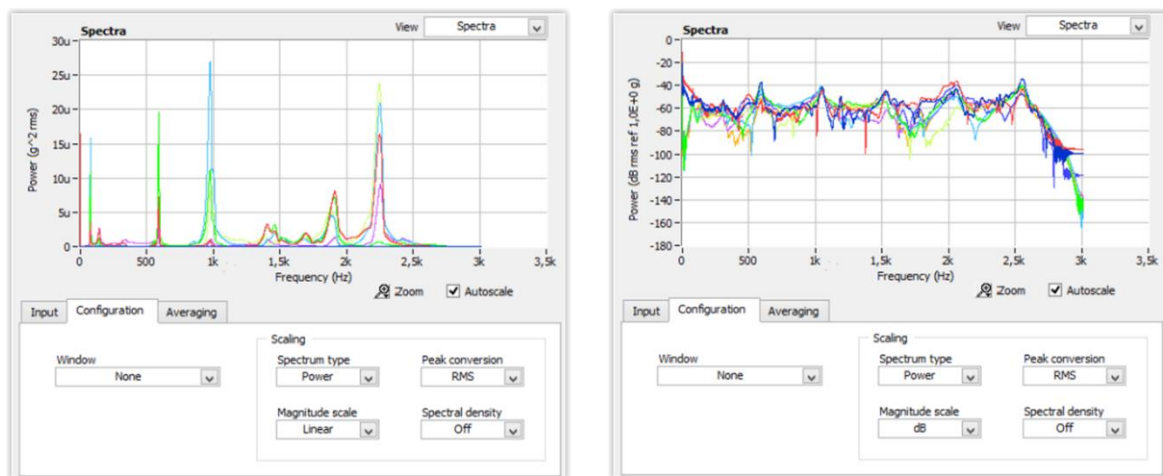 View Spectra
Spectra
30u
25u
20u
15u
10u
5u
0
Power (g^2 rms)
0 500 1k 1,5k 2k 2,5k 3k 3,5k
Frequency (Hz)
Zoom Autoscale
Input Configuration Averaging
Scaling
Window
None
Spectrum type
Power
Peak conversion
RMS
Magnitude scale
Linear
Spectral density
Off
View Spectra
Spectra
0
-20
-40
-60
-80
-100
-120
-140
-160
-180
Power (dB rms ref 1,0E+0 g)
0 500 1k 1,5k 2k 2,5k 3k 3,5k
Frequency (Hz)
Zoom Autoscale
Input Configuration Averaging
Scaling
Window
None
Spectrum type
Power
Peak conversion
RMS
Magnitude scale
dB
Spectral density
Off